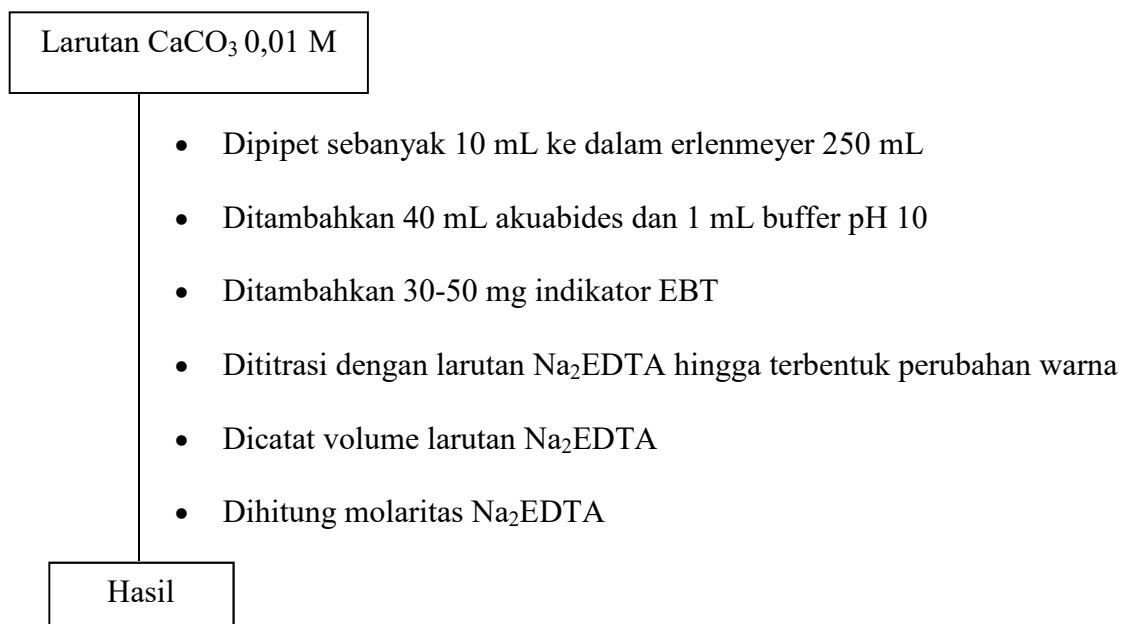 Larutan CaCO₃ 0,01 M
• Dipipet sebanyak 10 mL ke dalam erlenmeyer 250 mL
• Ditambahkan 40 mL akuabides dan 1 mL buffer pH 10
• Ditambahkan 30-50 mg indikator EBT
• Dititrasi dengan larutan Na₂EDTA hingga terbentuk perubahan warna
• Dicatat volume larutan Na₂EDTA
• Dihitung molaritas Na₂EDTA
Hasil